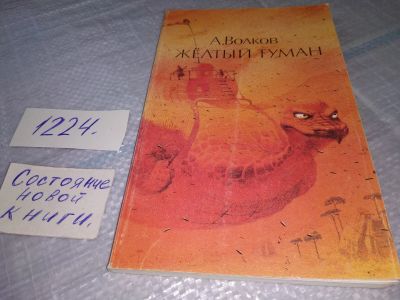 А.Волков
ЖЁЛТЫЙ ТУМАН
1224.
Состояние
новой
книги.